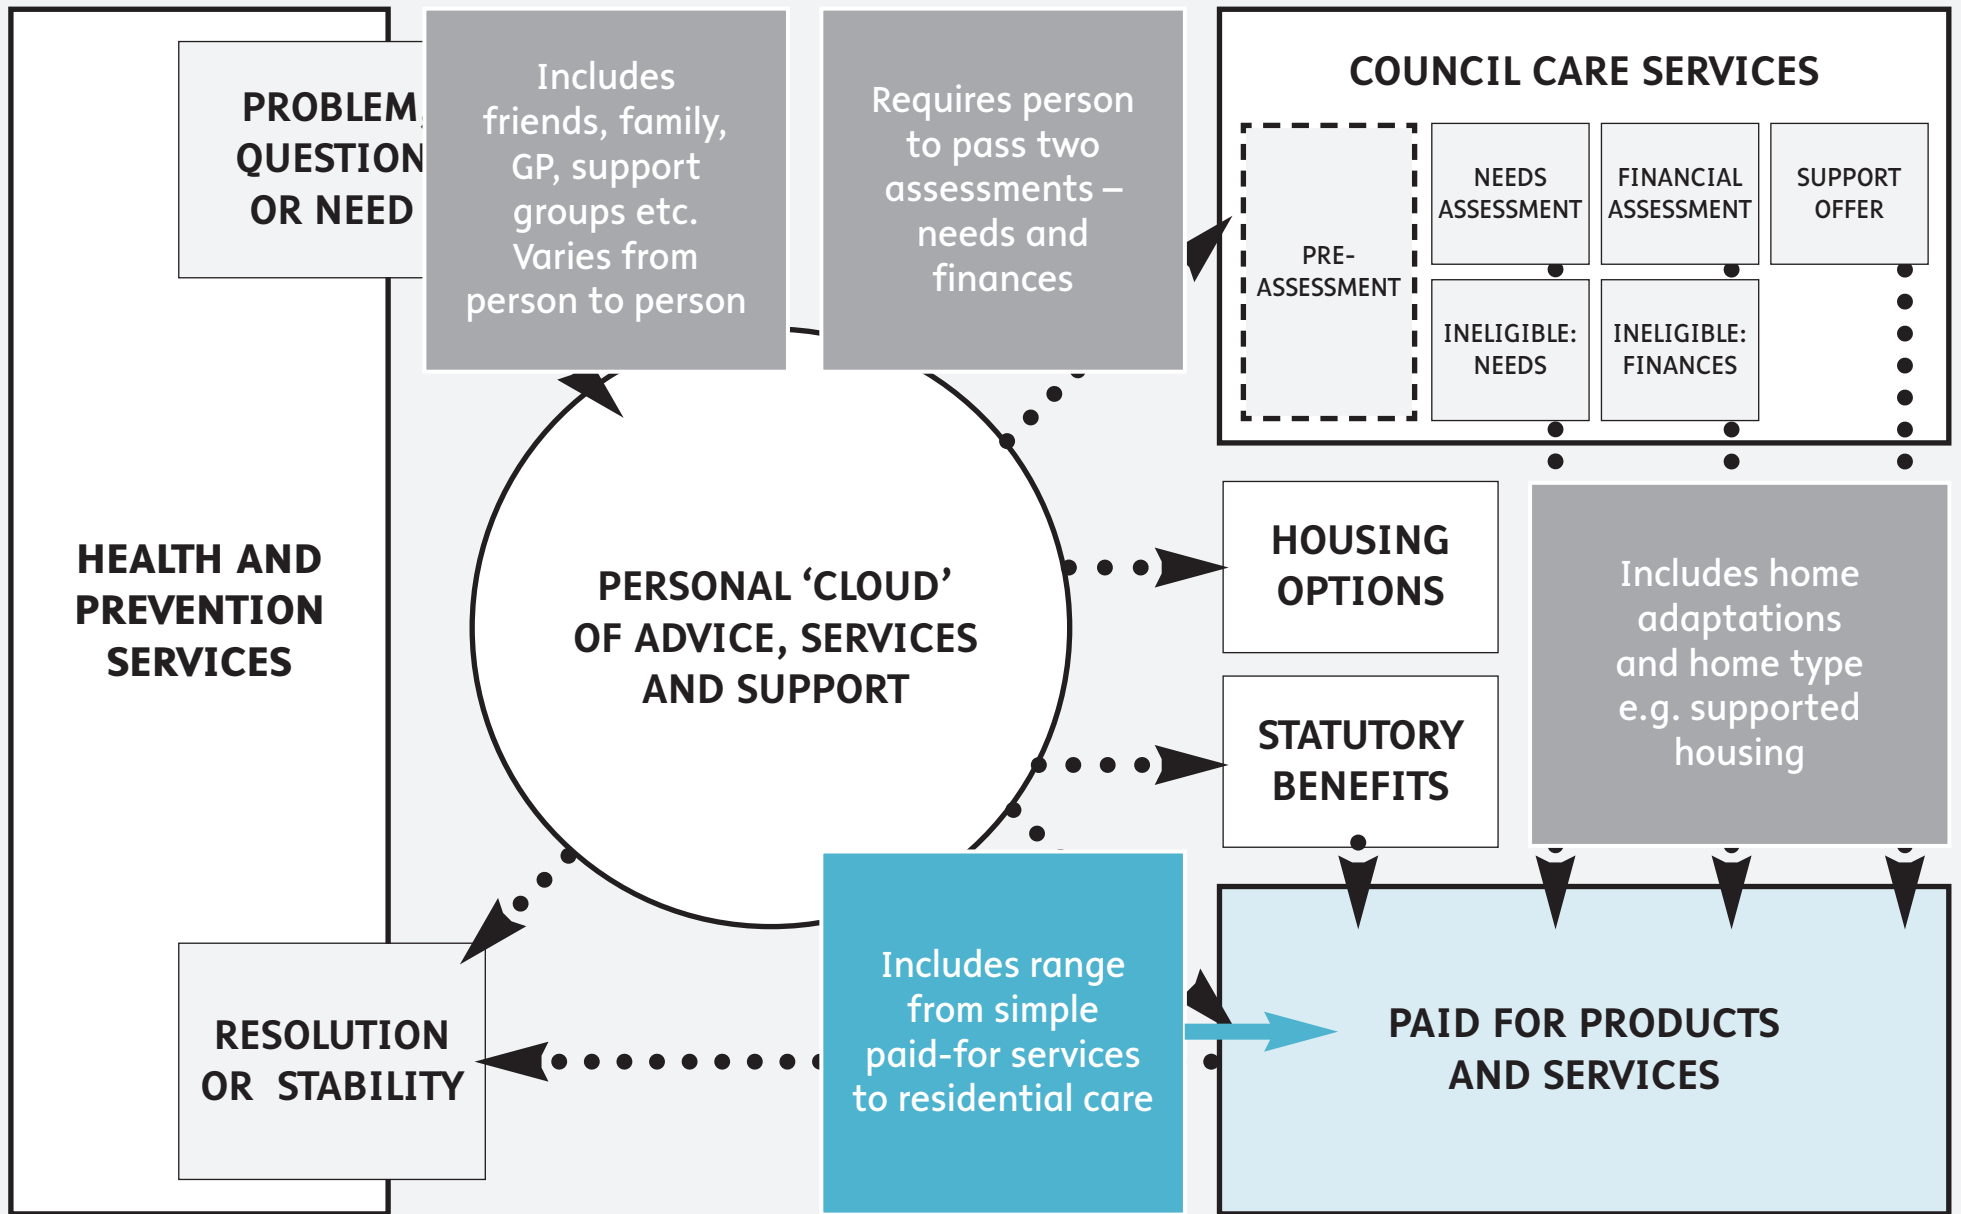 PROBLEM,
QUESTION
OR NEED
Includes
friends, family,
GP, support
groups etc.
Varies from
person to person
Requires person
to pass two
assessments –
needs and
finances
COUNCIL CARE SERVICES
PRE-
ASSESSMENT
NEEDS
ASSESSMENT
FINANCIAL
ASSESSMENT
SUPPORT
OFFER
INELIGIBLE:
NEEDS
INELIGIBLE:
FINANCES
HEALTH AND
PREVENTION
SERVICES
PERSONAL ‘CLOUD’
OF ADVICE, SERVICES
AND SUPPORT
HOUSING
OPTIONS
STATUTORY
BENEFITS
Includes home
adaptations
and home type
e.g. supported
housing
RESOLUTION
OR STABILITY
Includes range
from simple
paid-for services
to residential care
PAID FOR PRODUCTS
AND SERVICES